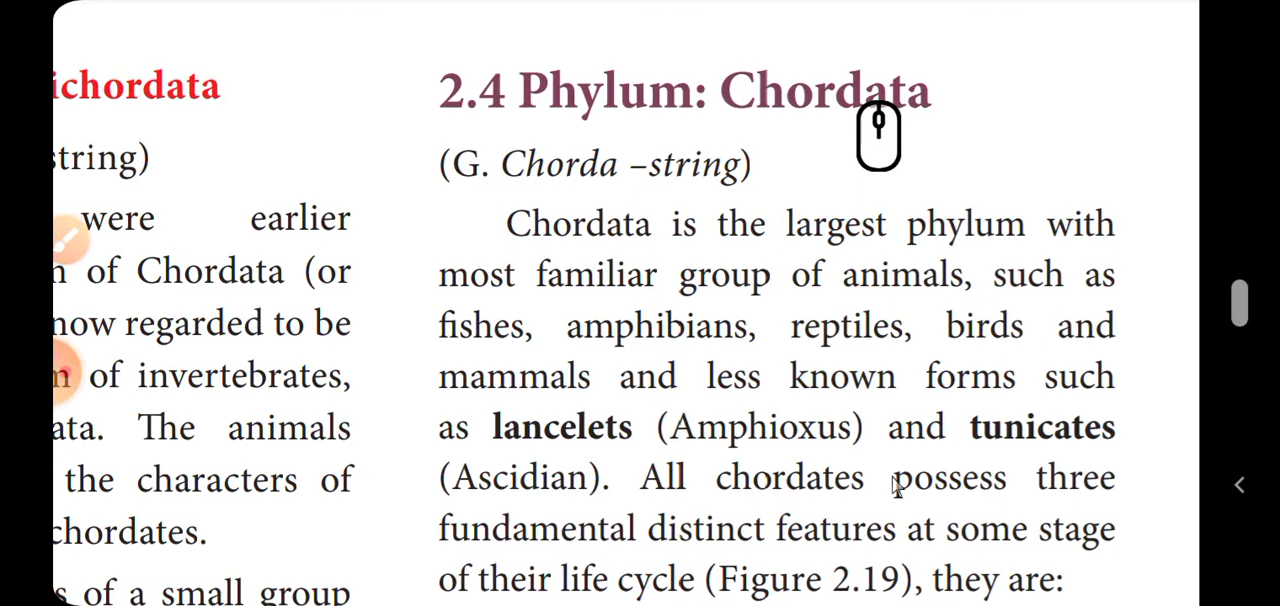 ichordata
string)
were earlier
of Chordata (or
now regarded to be
of invertebrates,
ata. The animals
the characters of
chordates.
of a small group
2.4 Phylum: Chordata
(G. Chorda –string)
Chordata is the largest phylum with
most familiar group of animals, such as
fishes, amphibians, reptiles, birds and
mammals and less known forms such
as lancelets (Amphioxus) and tunicates
(Ascidian). All chordates possess three
fundamental distinct features at some stage
of their life cycle (Figure 2.19), they are: